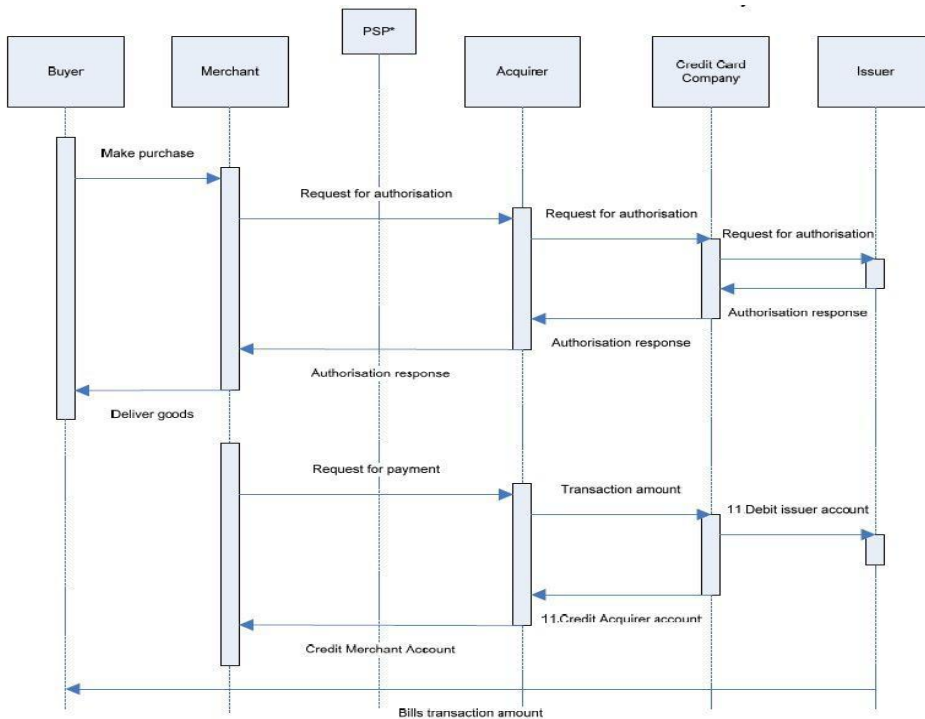 PSP*
Buyer
Merchant
Acquirer
Credit Card
Company
Issuer
Make purchase
Request for authorisation
Request for authorisation
Request for authorisation
Authorisation response
Authorisation response
Authorisation response
Deliver goods
Request for payment
Transaction amount
11.Debit issuer account
11.Credit Acquirer account
Credit Merchant Account
Bills transaction amount